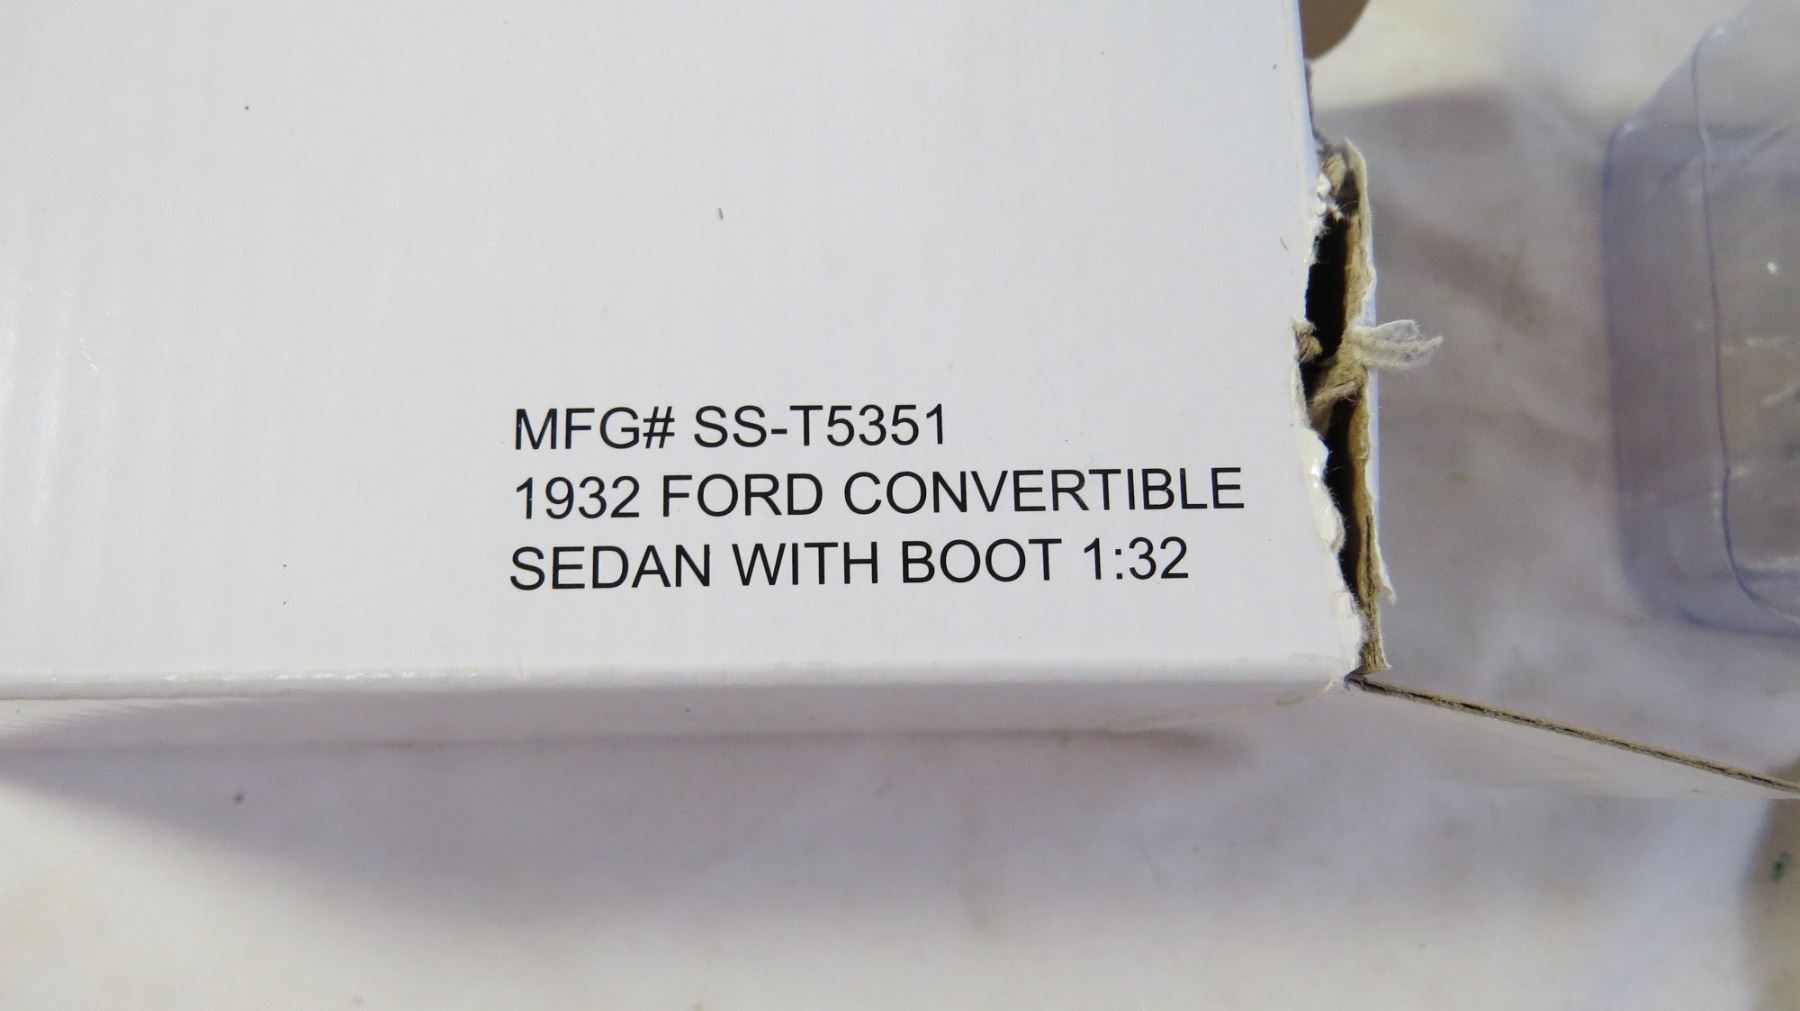 MFG# SS-T5351
1932 FORD CONVERTIBLE
SEDAN WITH BOOT 1:32